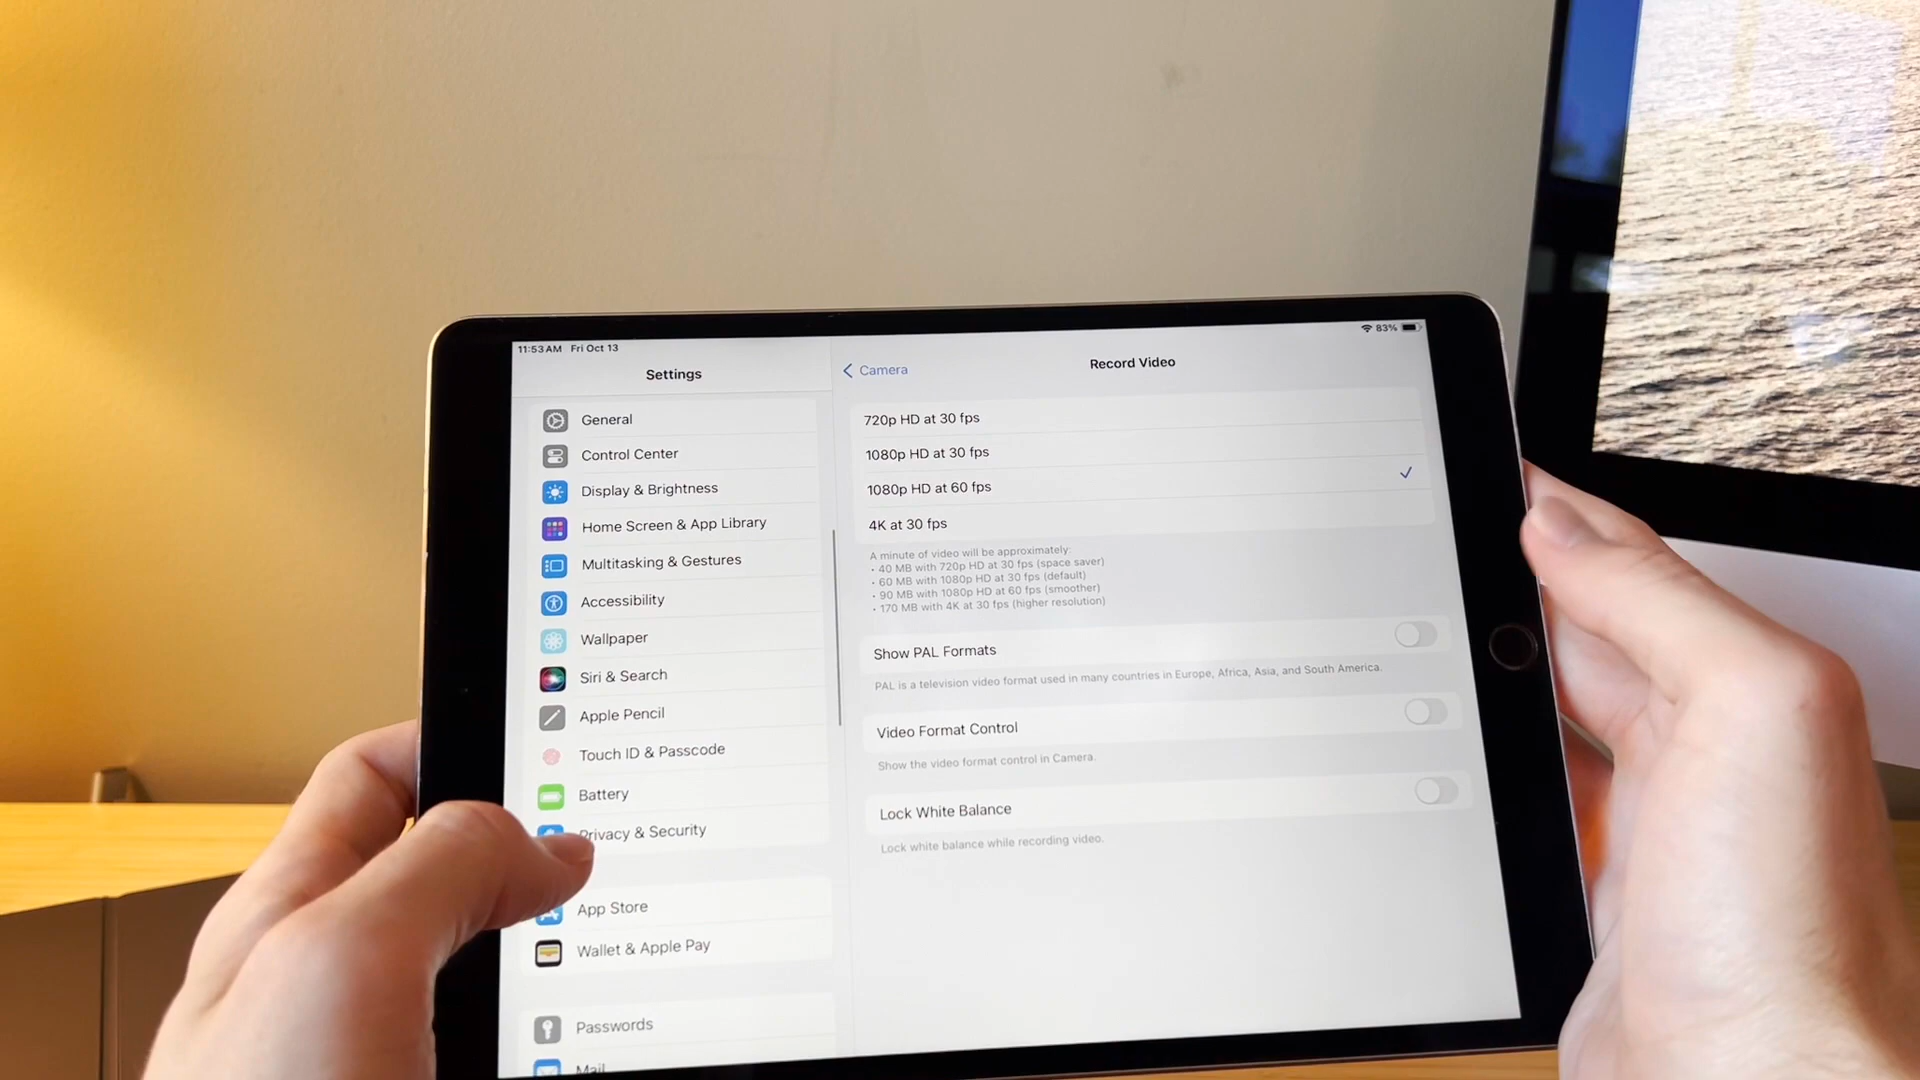 11:53 AM Fri Oct 13
83%
Settings
General
Control Center
Display & Brightness
Home Screen & App Library
Multitasking & Gestures
Accessibility
Wallpaper
Siri & Search
Apple Pencil
Touch ID & Passcode
Battery
Privacy & Security
App Store
Wallet & Apple Pay
Passwords
Mail
Camera
Record Video
720p HD at 30 fps
1080p HD at 30 fps
1080p HD at 60 fps
4K at 30 fps
A minute of video will be approximately:
• 40 MB with 720p HD at 30 fps (space saver)
• 60 MB with 1080p HD at 30 fps (default)
• 90 MB with 1080p HD at 60 fps (smoother)
• 170 MB with 4K at 30 fps (higher resolution)
Show PAL Formats
PAL is a television video format used in many countries in Europe, Africa, Asia, and South America.
Video Format Control
Show the video format control in Camera.
Lock White Balance
Lock white balance while recording video.